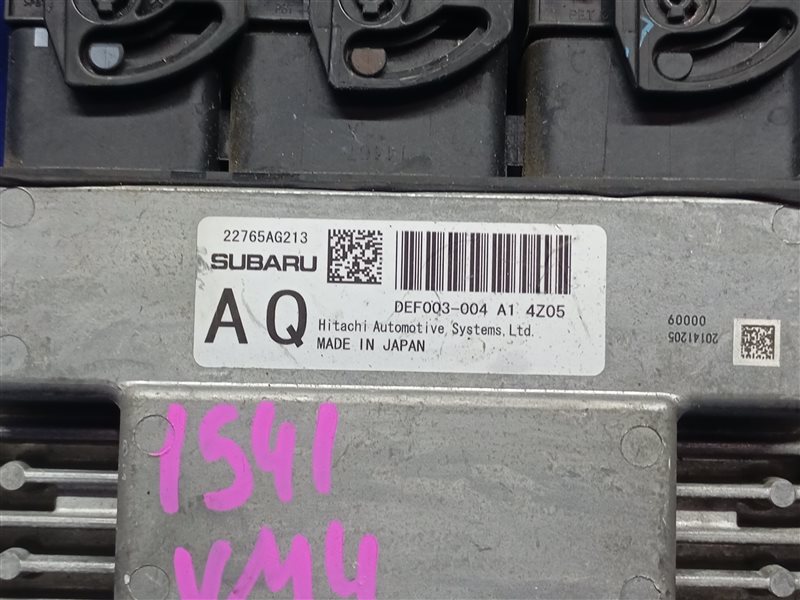 22765AG213
SUBARU
DEF003-004 A1 4Z05
AQ
Hitachi Automotive Systems, Ltd.
MADE IN JAPAN
20141205
00009
1541
VM4